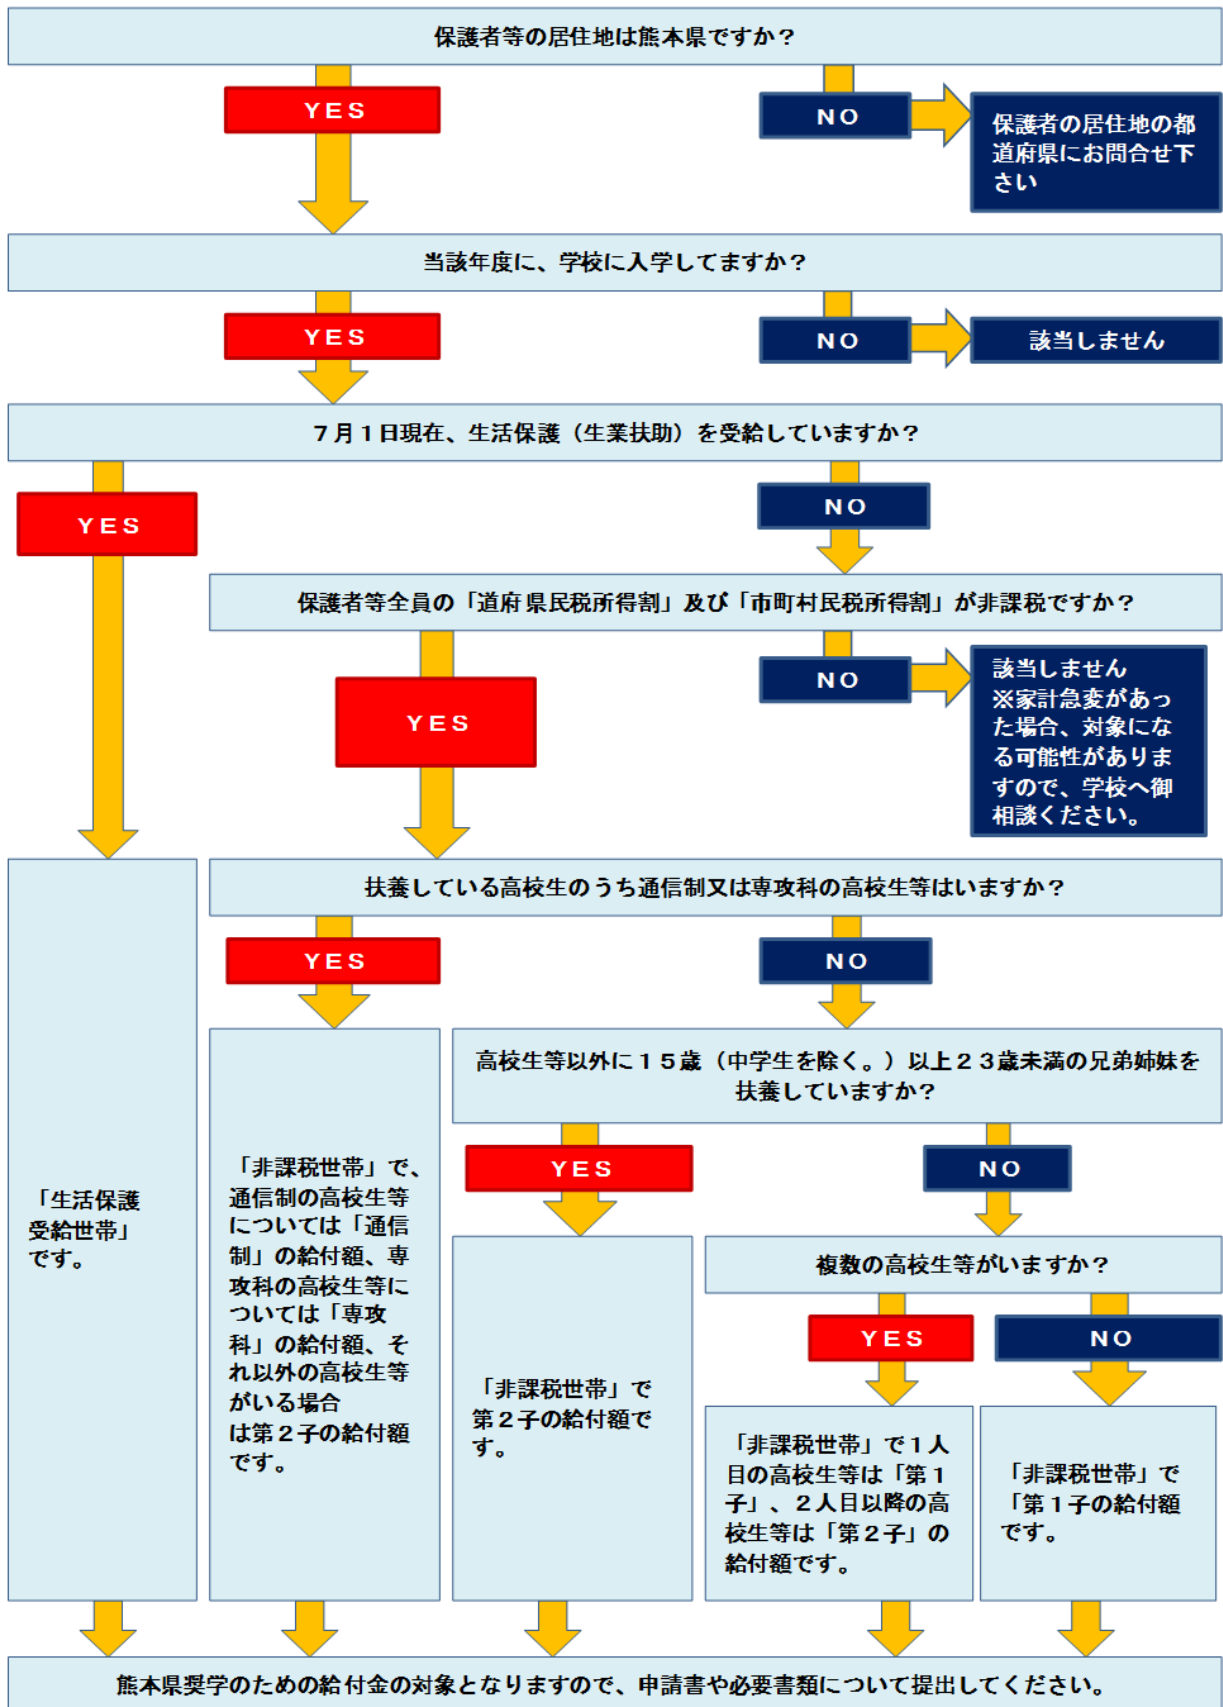 保護者等の居住地は熊本県ですか？
YES
NO
保護者の居住地の都
道府県にお問合せ下
さい
当該年度に、学校に入学してますか？
YES
NO
該当しません
７月１日現在、生活保護（生業扶助）を受給していますか？
YES
NO
保護者等全員の「道府県民税所得割」及び「市町村民税所得割」が非課税ですか？
YES
NO
該当しません
※家計急変があっ
た場合、対象にな
る可能性がありま
すので、学校へ御
相談ください。
扶養している高校生のうち通信制又は専攻科の高校生等はいますか？
YES
NO
高校生等以外に１５歳（中学生を除く。）以上２３歳未満の兄弟姉妹を
扶養していますか？
YES
NO
「生活保護
受給世帯」
です。
「非課税世帯」で、
通信制の高校生等
については「通信
制」の給付額、専
攻科の高校生等に
ついては「専攻
科」の給付額、そ
れ以外の高校生等
がいる場合
は第２子の給付額
です。
「非課税世帯」で
第２子の給付額で
す。
複数の高校生等がいますか？
YES
NO
「非課税世帯」で１人
目の高校生等は「第１
子」、２人目以降の高
校生等は「第２子」の
給付額です。
「非課税世帯」で
「第１子の給付額
です。
熊本県奨学のための給付金の対象となりますので、申請書や必要書類について提出してください。